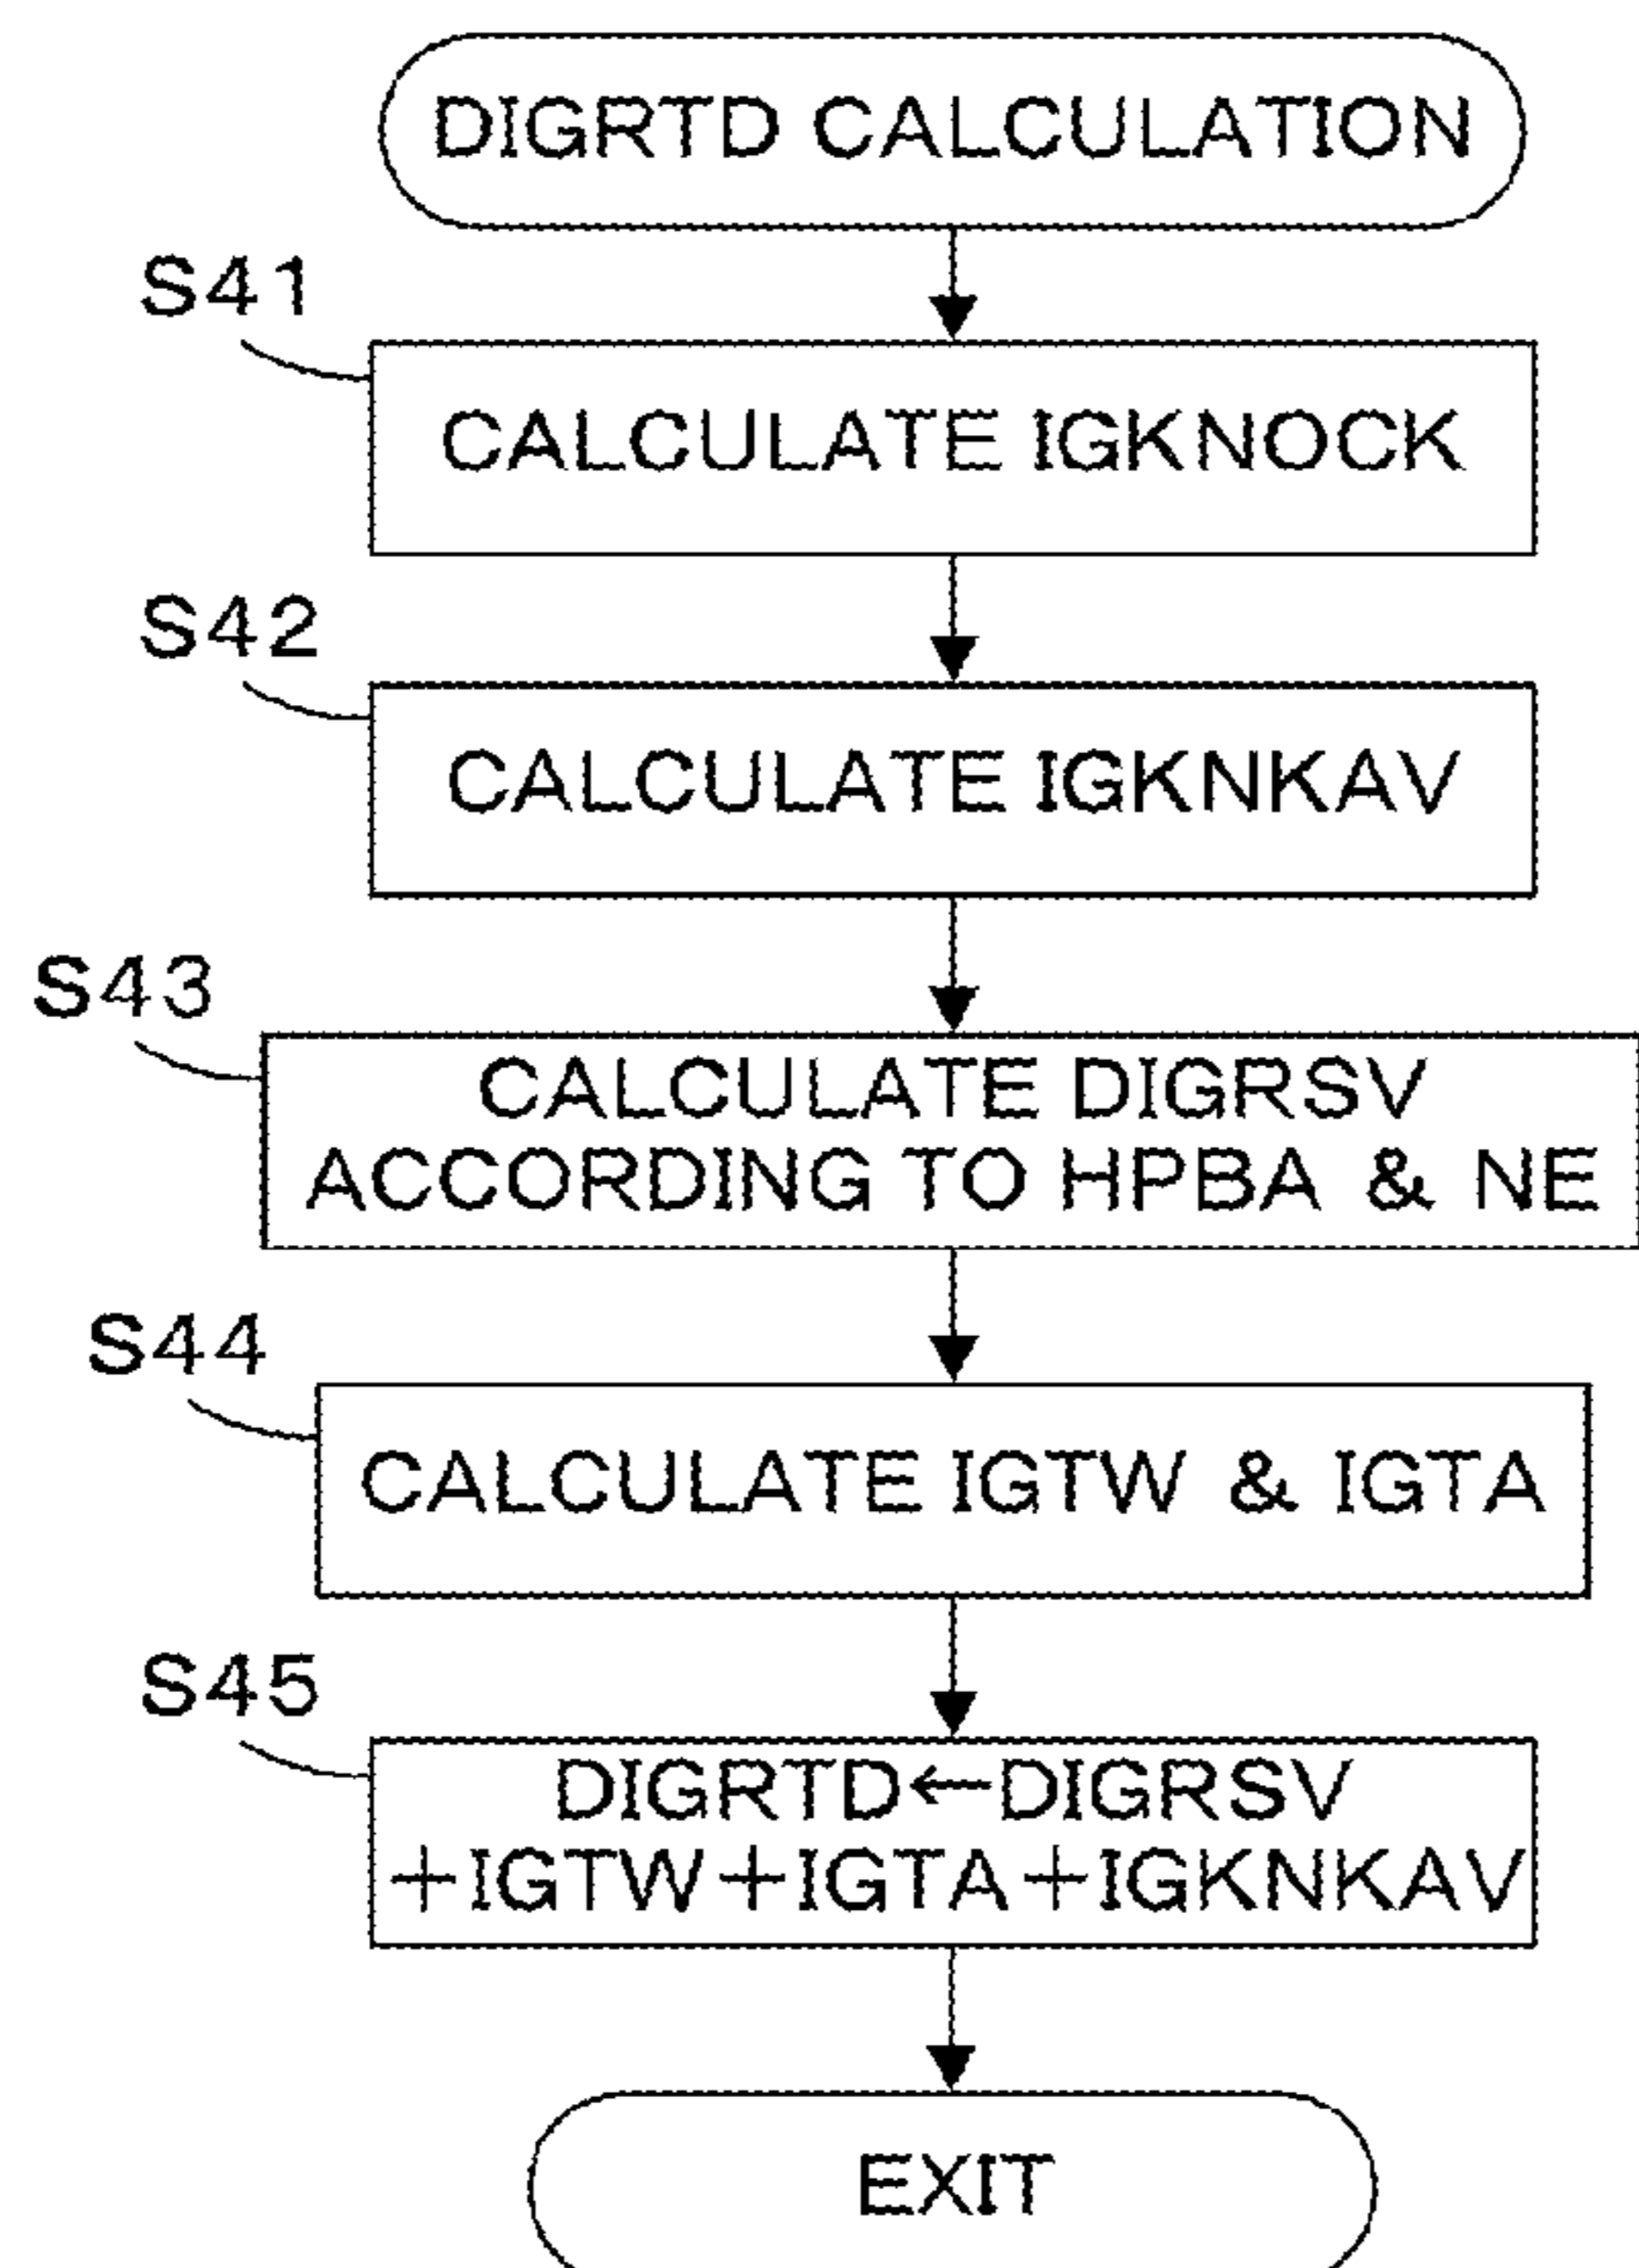 DIGRTD CALCULATION
S41
CALCULATE IGKNOCK
S42
CALCULATE IGKNKAV
S43
CALCULATE DIGRSV
ACCORDING TO HPBA & NE
S44
CALCULATE IGTW & IGTA
S45
DIGRTD←DIGRSV
+IGTW+IGTA+IGKNKAV
EXIT